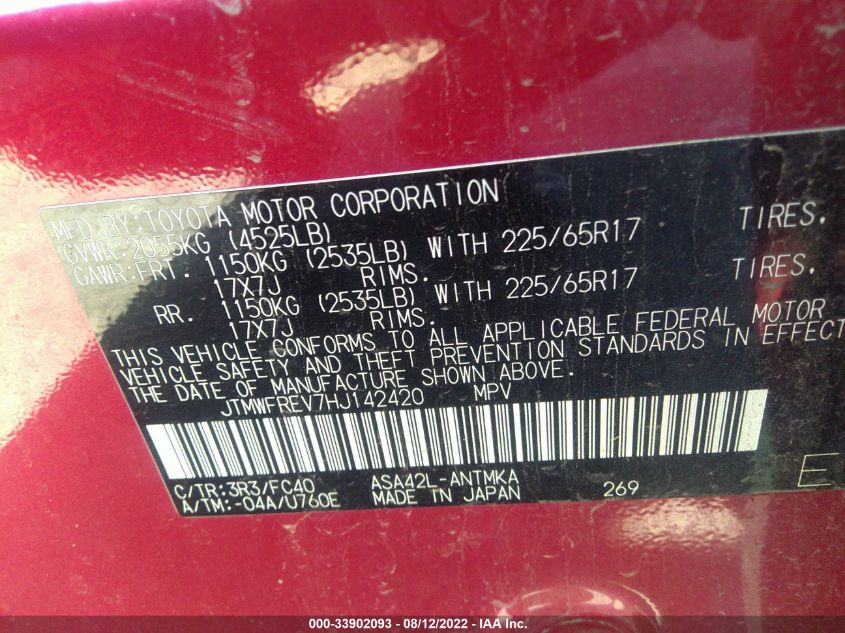 MFD.BY:TOYOTA MOTOR CORPORATION
GVWR:2055KG (4525LB)
GAWR:FRT. 1150KG (2535LB) WITH 225/65R17 TIRES.
17X7J RIMS.
RR. 1150KG (2535LB) WITH 225/65R17 TIRES.
17X7J RIMS.
THIS VEHICLE CONFORMS TO ALL APPLICABLE FEDERAL MOTOR
VEHICLE SAFETY AND THEFT PREVENTION STANDARDS IN EFFECT
THE DATE OF MANUFACTURE SHOWN ABOVE.
JTMWFREV7HJ142420 MPV
C/TR:3R3/FC40 ASA42L-ANTMKA
A/TM:-04A/U760E MADE IN JAPAN 269 E
000-33902093 - 08/12/2022 - IAA Inc.